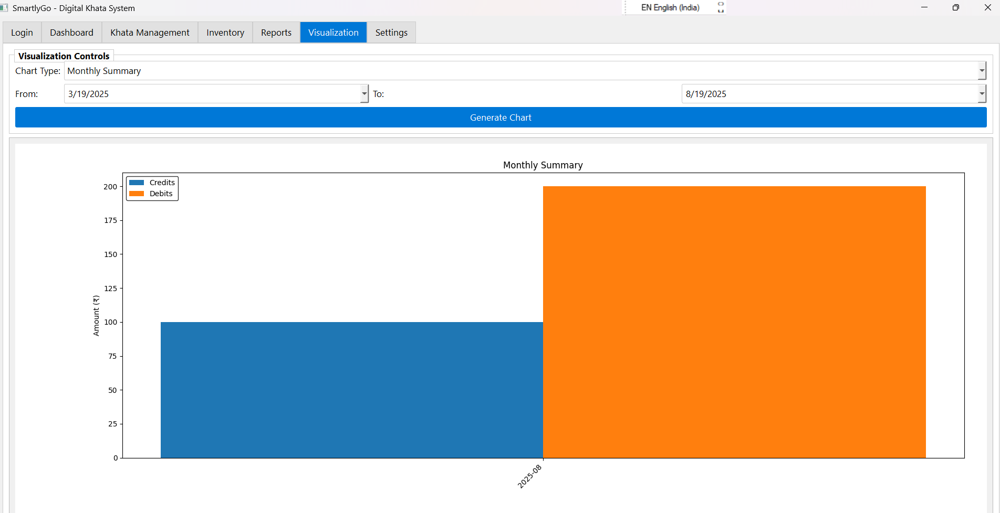 SmartlyGo - Digital Khata System
EN English (India)
Login Dashboard Khata Management Inventory Reports Visualization Settings
Visualization Controls
Chart Type: Monthly Summary
From: 3/19/2025 To: 8/19/2025
Generate Chart
Monthly Summary
Credits
Debits
200
175
150
125
100
75
50
25
0
Amount (₹)
2025-08